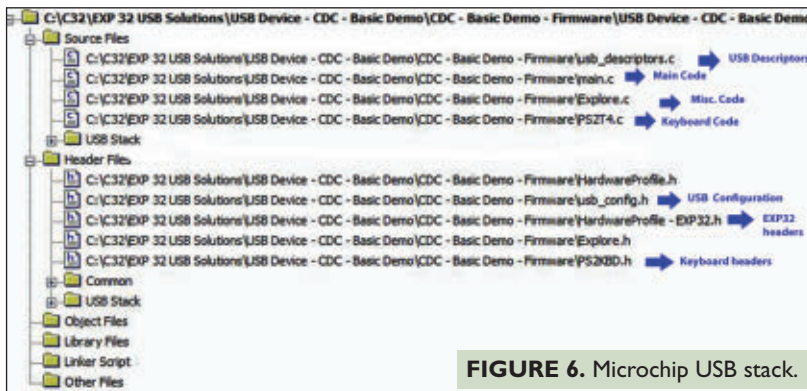 C:\C32\EXP 32 USB Solutions\USB Device - CDC - Basic Demo\CDC - Basic Demo - Firmware\USB Device - CDC - Basic Demo
Source Files
C:\C32\EXP 32 USB Solutions\USB Device - CDC - Basic Demo\CDC - Basic Demo - Firmware\usb_descriptors.c USB Descriptors
C:\C32\EXP 32 USB Solutions\USB Device - CDC - Basic Demo\CDC - Basic Demo - Firmware\main.c Main Code
C:\C32\EXP 32 USB Solutions\USB Device - CDC - Basic Demo\CDC - Basic Demo - Firmware\Explore.c Misc. Code
C:\C32\EXP 32 USB Solutions\USB Device - CDC - Basic Demo\CDC - Basic Demo - Firmware\PS2T4.c Keyboard Code
USB Stack
Header Files
C:\C32\EXP 32 USB Solutions\USB Device - CDC - Basic Demo\CDC - Basic Demo - Firmware\HardwareProfile.h
C:\C32\EXP 32 USB Solutions\USB Device - CDC - Basic Demo\CDC - Basic Demo - Firmware\usb_config.h USB Configuration
C:\C32\EXP 32 USB Solutions\USB Device - CDC - Basic Demo\CDC - Basic Demo - Firmware\HardwareProfile - EXP32.h EXP32 headers
C:\C32\EXP 32 USB Solutions\USB Device - CDC - Basic Demo\CDC - Basic Demo - Firmware\Explore.h
C:\C32\EXP 32 USB Solutions\USB Device - CDC - Basic Demo\CDC - Basic Demo - Firmware\PS2KBD.h Keyboard headers
Common
USB Stack
Object Files
Library Files
Linker Script
Other Files
FIGURE 6. Microchip USB stack.